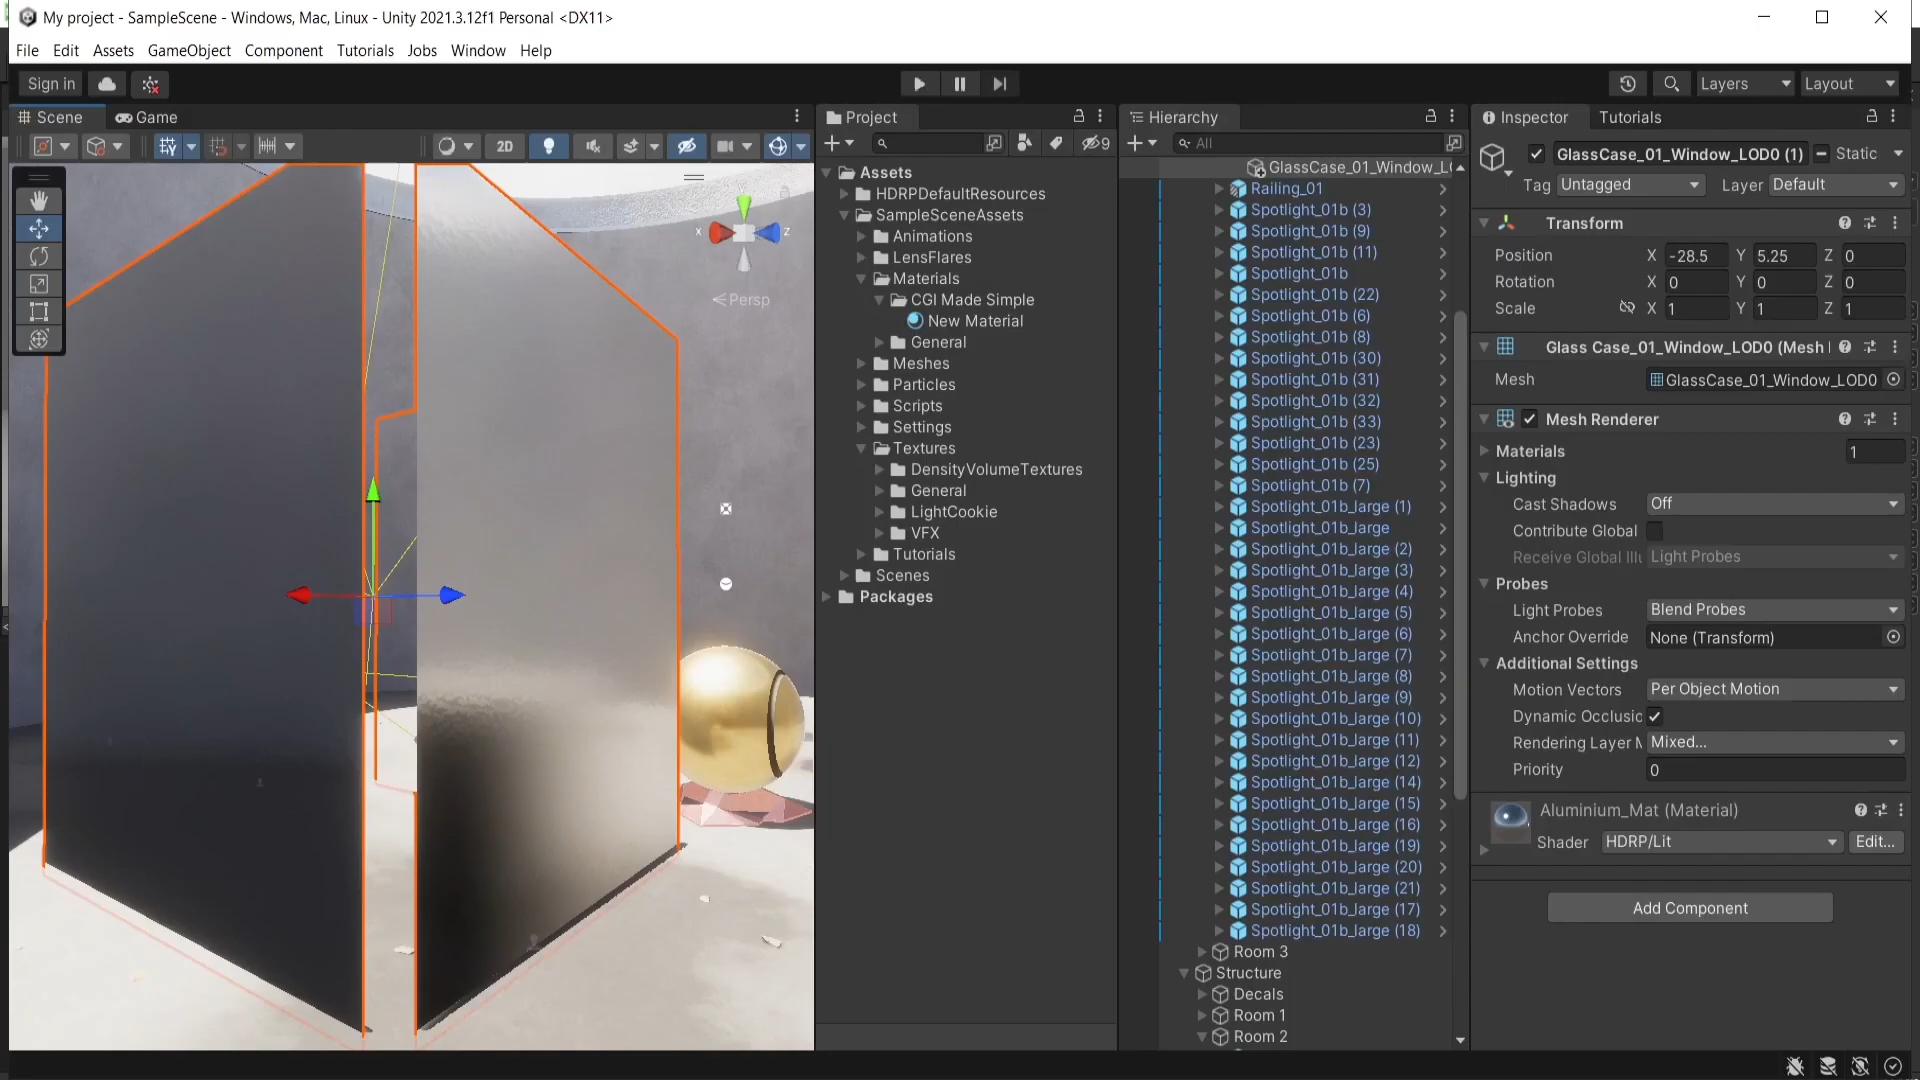 My project - SampleScene - Windows, Mac, Linux - Unity 2021.3.12f1 Personal <DX11>
File Edit Assets GameObject Component Tutorials Jobs Window Help
Sign in
Layers
Layout
Scene
Game
2D
x
z
Persp
Project
9
Assets
HDRPDefaultResources
SampleSceneAssets
Animations
LensFlares
Materials
CGI Made Simple
New Material
General
Meshes
Particles
Scripts
Settings
Textures
DensityVolumeTextures
General
LightCookie
VFX
Tutorials
Scenes
Packages
Hierarchy
All
GlassCase_01_Window_L
Railing_01
Spotlight_01b (3)
Spotlight_01b (9)
Spotlight_01b (11)
Spotlight_01b
Spotlight_01b (22)
Spotlight_01b (6)
Spotlight_01b (8)
Spotlight_01b (30)
Spotlight_01b (31)
Spotlight_01b (32)
Spotlight_01b (33)
Spotlight_01b (23)
Spotlight_01b (25)
Spotlight_01b (7)
Spotlight_01b_large (1)
Spotlight_01b_large
Spotlight_01b_large (2)
Spotlight_01b_large (3)
Spotlight_01b_large (4)
Spotlight_01b_large (5)
Spotlight_01b_large (6)
Spotlight_01b_large (7)
Spotlight_01b_large (8)
Spotlight_01b_large (9)
Spotlight_01b_large (10)
Spotlight_01b_large (11)
Spotlight_01b_large (12)
Spotlight_01b_large (14)
Spotlight_01b_large (15)
Spotlight_01b_large (16)
Spotlight_01b_large (19)
Spotlight_01b_large (20)
Spotlight_01b_large (21)
Spotlight_01b_large (17)
Spotlight_01b_large (18)
Room 3
Structure
Decals
Room 1
Room 2
Inspector
Tutorials
GlassCase_01_Window_LOD0 (1)
Static
Tag Untagged Layer Default
Transform
Position X -28.5 Y 5.25 Z 0
Rotation X 0 Y 0 Z 0
Scale X 1 Y 1 Z 1
Glass Case_01_Window_LOD0 (Mesh
Mesh GlassCase_01_Window_LOD0
Mesh Renderer
Materials 1
Lighting
Cast Shadows Off
Contribute Global
Receive Global Illu Light Probes
Probes
Light Probes Blend Probes
Anchor Override None (Transform)
Additional Settings
Motion Vectors Per Object Motion
Dynamic Occlusic
Rendering Layer M Mixed...
Priority 0
Aluminium_Mat (Material)
Shader HDRP/Lit Edit...
Add Component